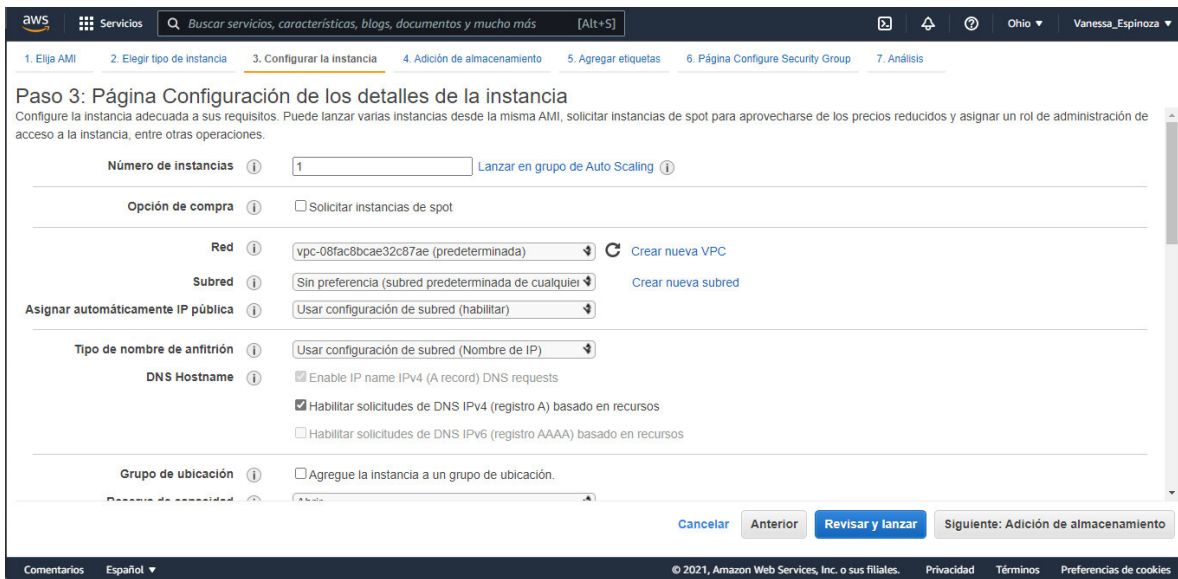 aws Servicios Buscar servicios, características, blogs, documentos y mucho más [Alt+S] Ohio Vanessa_Espinoza
1. Elija AMI 2. Elegir tipo de instancia 3. Configurar la instancia 4. Adición de almacenamiento 5. Agregar etiquetas 6. Página Configure Security Group 7. Análisis
Paso 3: Página Configuración de los detalles de la instancia
Configure la instancia adecuada a sus requisitos. Puede lanzar varias instancias desde la misma AMI, solicitar instancias de spot para aprovecharse de los precios reducidos y asignar un rol de administración de
acceso a la instancia, entre otras operaciones.
Número de instancias 1 Lanzar en grupo de Auto Scaling
Opción de compra Solicitar instancias de spot
Red vpc-08fac8bcae32c87ae (predeterminada) Crear nueva VPC
Subred Sin preferencia (subred predeterminada de cualquier Crear nueva subred
Asignar automáticamente IP pública Usar configuración de subred (habilitar)
Tipo de nombre de anfitrión Usar configuración de subred (Nombre de IP)
DNS Hostname Enable IP name IPv4 (A record) DNS requests
Habilitar solicitudes de DNS IPv4 (registro A) basado en recursos
Habilitar solicitudes de DNS IPv6 (registro AAAA) basado en recursos
Grupo de ubicación Agregue la instancia a un grupo de ubicación.
Reserva de capacidad Abrir
Cancelar Anterior Revisar y lanzar Siguiente: Adición de almacenamiento
Comentarios Español © 2021, Amazon Web Services, Inc. o sus filiales. Privacidad Términos Preferencias de cookies